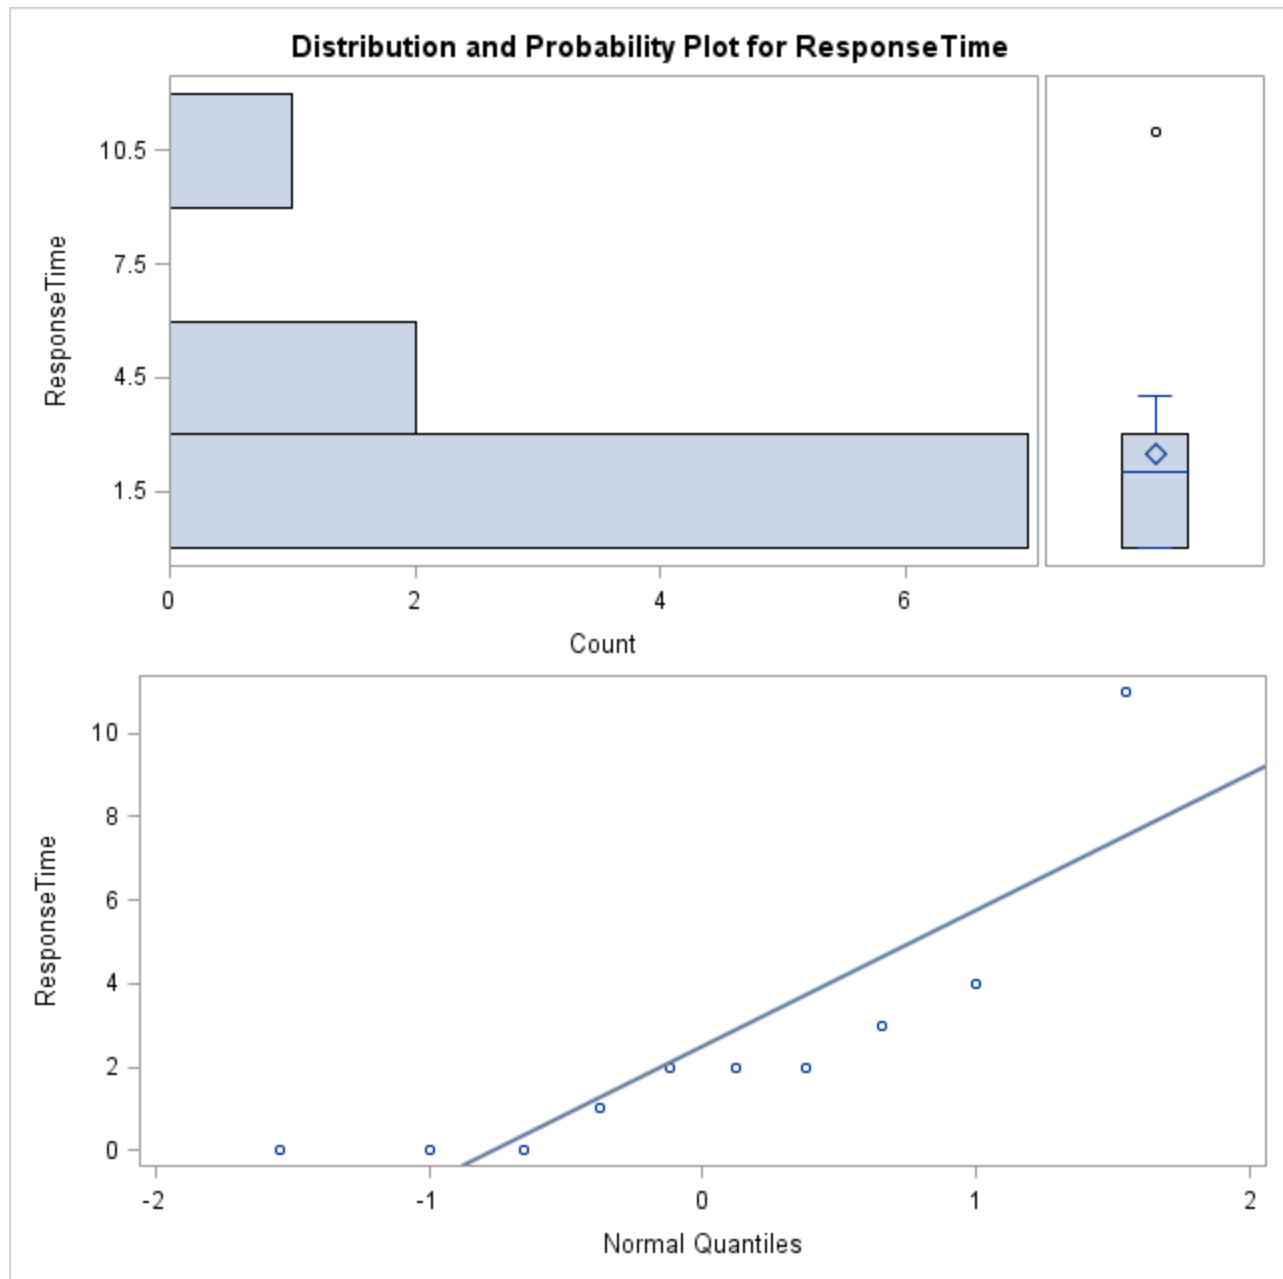 Distribution and Probability Plot for ResponseTime
ResponseTime
10.5
7.5
4.5
1.5
0 2 4 6
Count
ResponseTime
10
8
6
4
2
0
-2 -1 0 1 2
Normal Quantiles